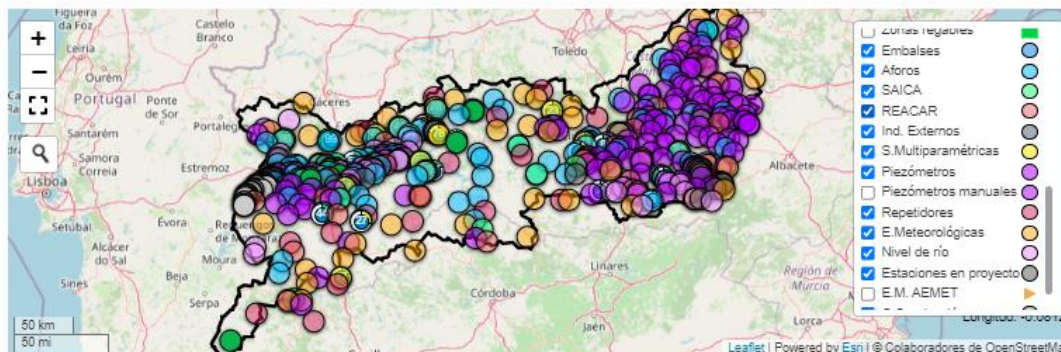 Figueira
da Foz
Castelo
Branco
Leiria
Ourém
Portugal
Ponte
de Sor
Santarém
Portalegre
Samora
Correia
Estremoz
Lisboa
Setúbal
Évora
Alcácer
do Sal
Sines
Beja
Moura
Serpa
Cáceres
Toledo
Córdoba
Linares
Jaén
Albacete
Región de
Murcia
Lorca
+
−
50 km
50 mi
Zonas regables
Embalses
Aforos
SAICA
REACAR
Ind. Externos
S.Multiparamétricas
Piezómetros
Piezómetros manuales
Repetidores
E.Meteorológicas
Nivel de río
Estaciones en proyecto
E.M. AEMET
Leaflet | Powered by Esri | © Colaboradores de OpenStreetMa